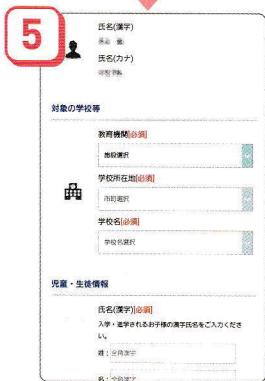 5
氏名(漢字)
氏名(カナ)
対象の学校等
教育機関[必須]
施設選択
学校所在地[必須]
市町選択
学校名[必須]
学校名選択
児童・生徒情報
氏名(漢字)[必須]
入学・進学されるお子様の漢字氏名をご入力くださ
い。
姓：全角漢字
名：全角漢字